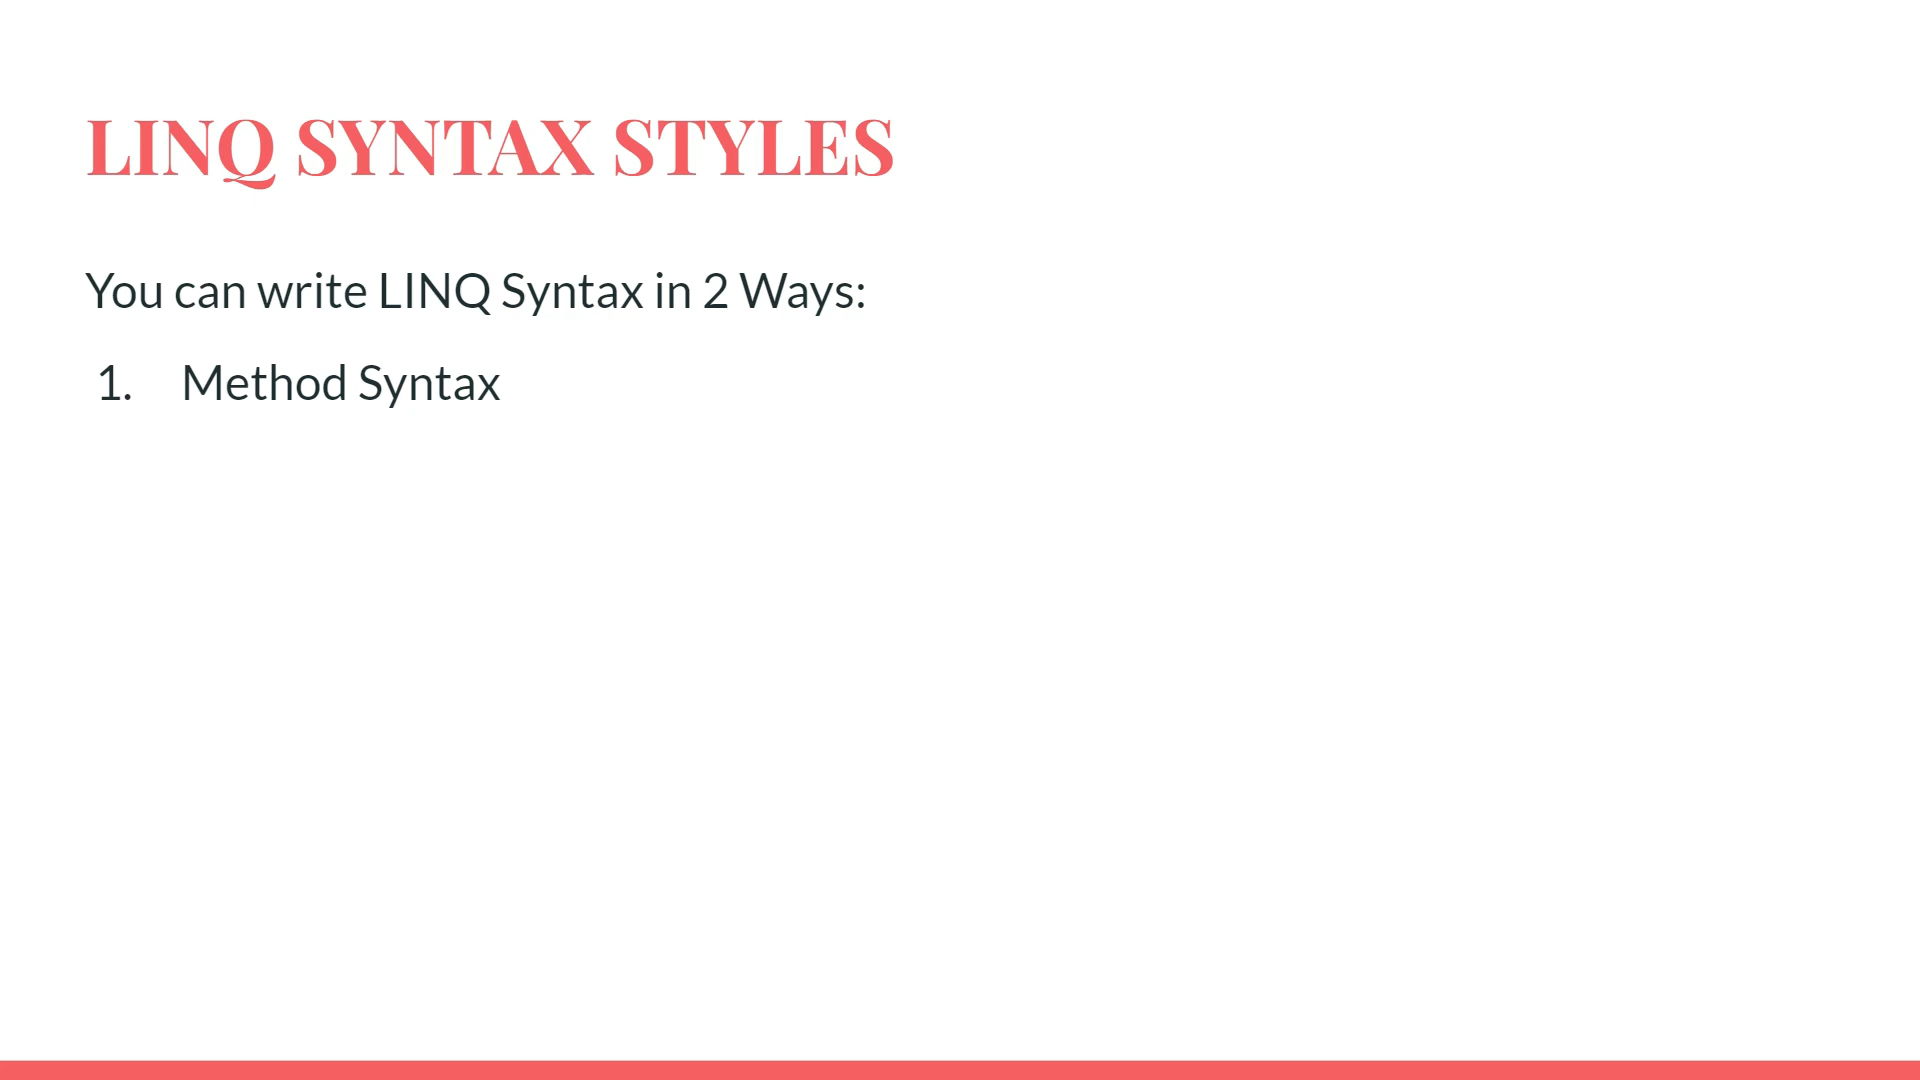 LINQ SYNTAX STYLES
You can write LINQ Syntax in 2 Ways:
1. Method Syntax